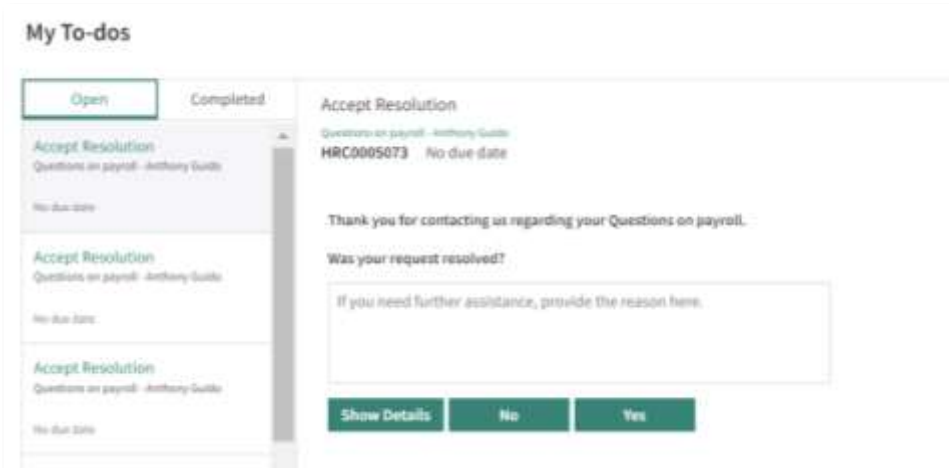 My To-dos
Open
Completed
Accept Resolution
Questions on payroll - Anthony Guido
No due date
Accept Resolution
Questions on payroll - Anthony Guido
No due date
Accept Resolution
Questions on payroll - Anthony Guido
No due date
Accept Resolution
Questions on payroll - Anthony Guido
HRC0005073 No due date
Thank you for contacting us regarding your Questions on payroll.
Was your request resolved?
If you need further assistance, provide the reason here.
Show Details
No
Yes